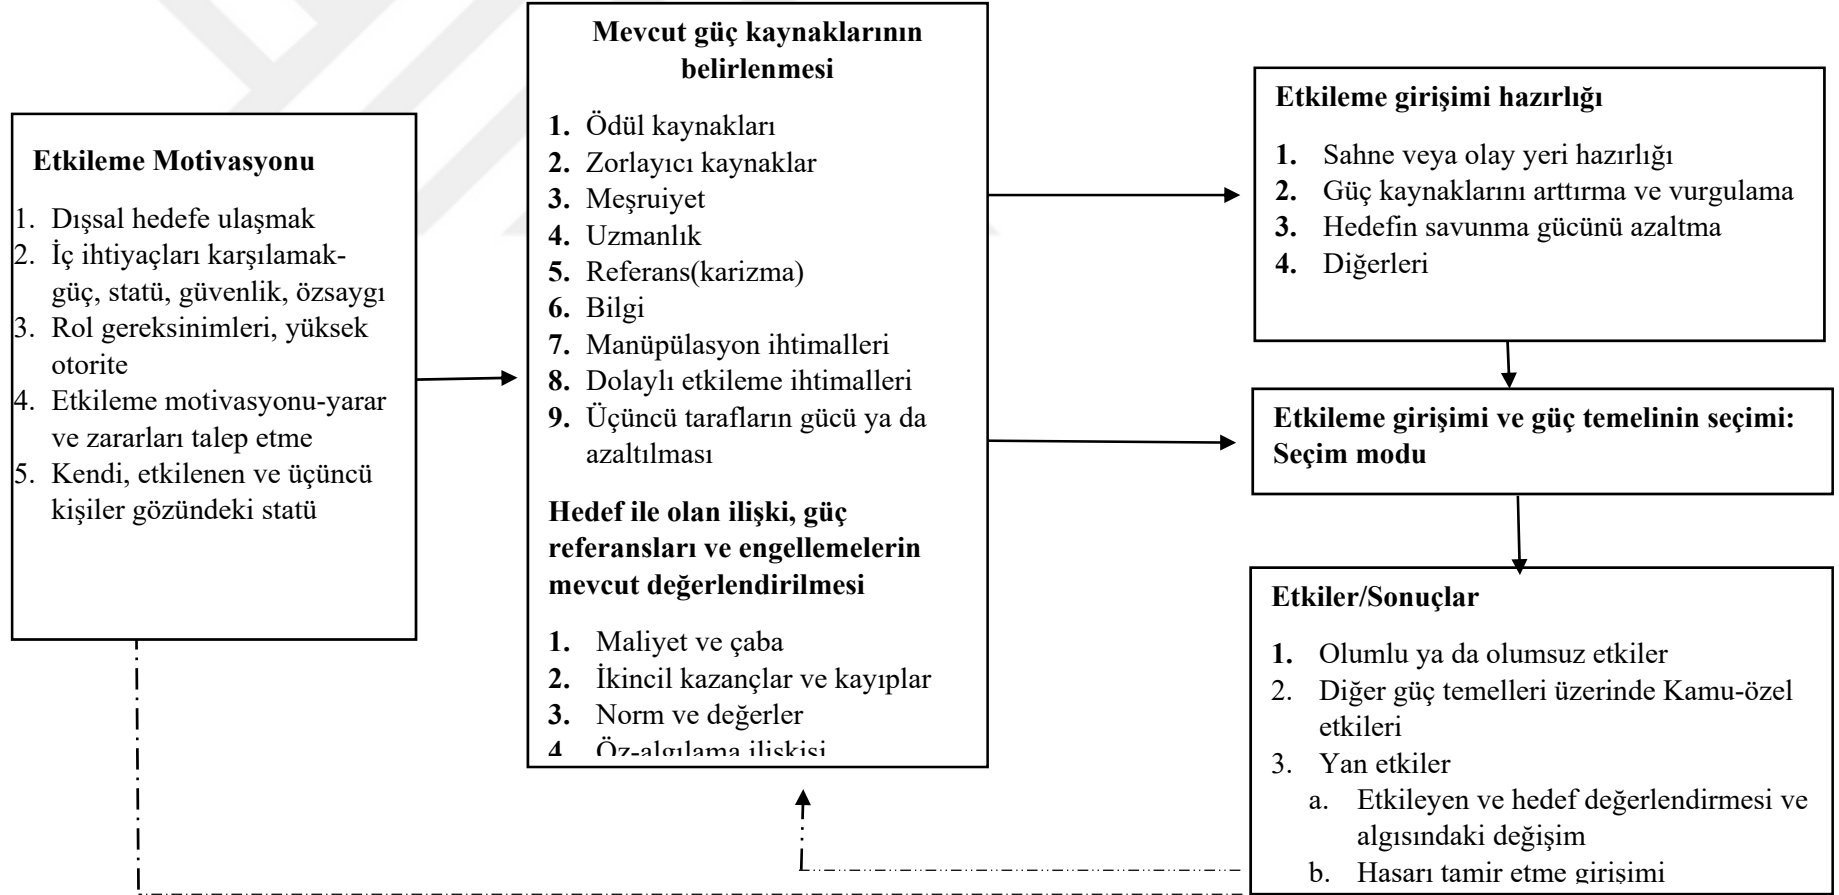 Etkileme Motivasyonu
1. Dışsal hedefe ulaşmak
2. İç ihtiyaçları karşılamak-
güç, statü, güvenlik, özsaygı
3. Rol gereksinimleri, yüksek
otorite
4. Etkileme motivasyonu-yarar
ve zararları talep etme
5. Kendi, etkilenen ve üçüncü
kişiler gözündeki statü
Mevcut güç kaynaklarının
belirlenmesi
1. Ödül kaynakları
2. Zorlayıcı kaynaklar
3. Meşruiyet
4. Uzmanlık
5. Referans(karizma)
6. Bilgi
7. Manüpülasyon ihtimalleri
8. Dolaylı etkileme ihtimalleri
9. Üçüncü tarafların gücü ya da
azaltılması
Hedef ile olan ilişki, güç
referansları ve engellemelerin
mevcut değerlendirilmesi
1. Maliyet ve çaba
2. İkincil kazançlar ve kayıplar
3. Norm ve değerler
4. Öz-algılama ilişkisi
Etkileme girişimi hazırlığı
1. Sahne veya olay yeri hazırlığı
2. Güç kaynaklarını arttırma ve vurgulama
3. Hedefin savunma gücünü azaltma
4. Diğerleri
Etkileme girişimi ve güç temelinin seçimi:
Seçim modu
Etkiler/Sonuçlar
1. Olumlu ya da olumsuz etkiler
2. Diğer güç temelleri üzerinde Kamu-özel
etkileri
3. Yan etkiler
a. Etkileyen ve hedef değerlendirmesi ve
algısındaki değişim
b. Hasarı tamir etme girişimi